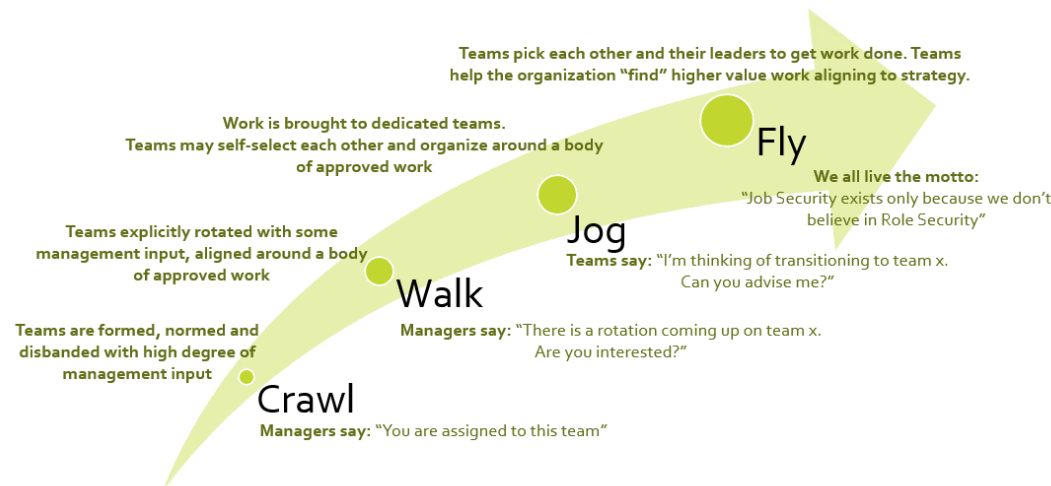 Teams pick each other and their leaders to get work done. Teams
help the organization “find” higher value work aligning to strategy.
Fly
We all live the motto:
“Job Security exists only because we don’t
believe in Role Security”
Work is brought to dedicated teams.
Teams may self-select each other and organize around a body
of approved work
Jog
Teams say: “I’m thinking of transitioning to team x.
Can you advise me?”
Teams explicitly rotated with some
management input, aligned around a body
of approved work
Walk
Managers say: “There is a rotation coming up on team x.
Are you interested?”
Teams are formed, normed and
disbanded with high degree of
management input
Crawl
Managers say: “You are assigned to this team”